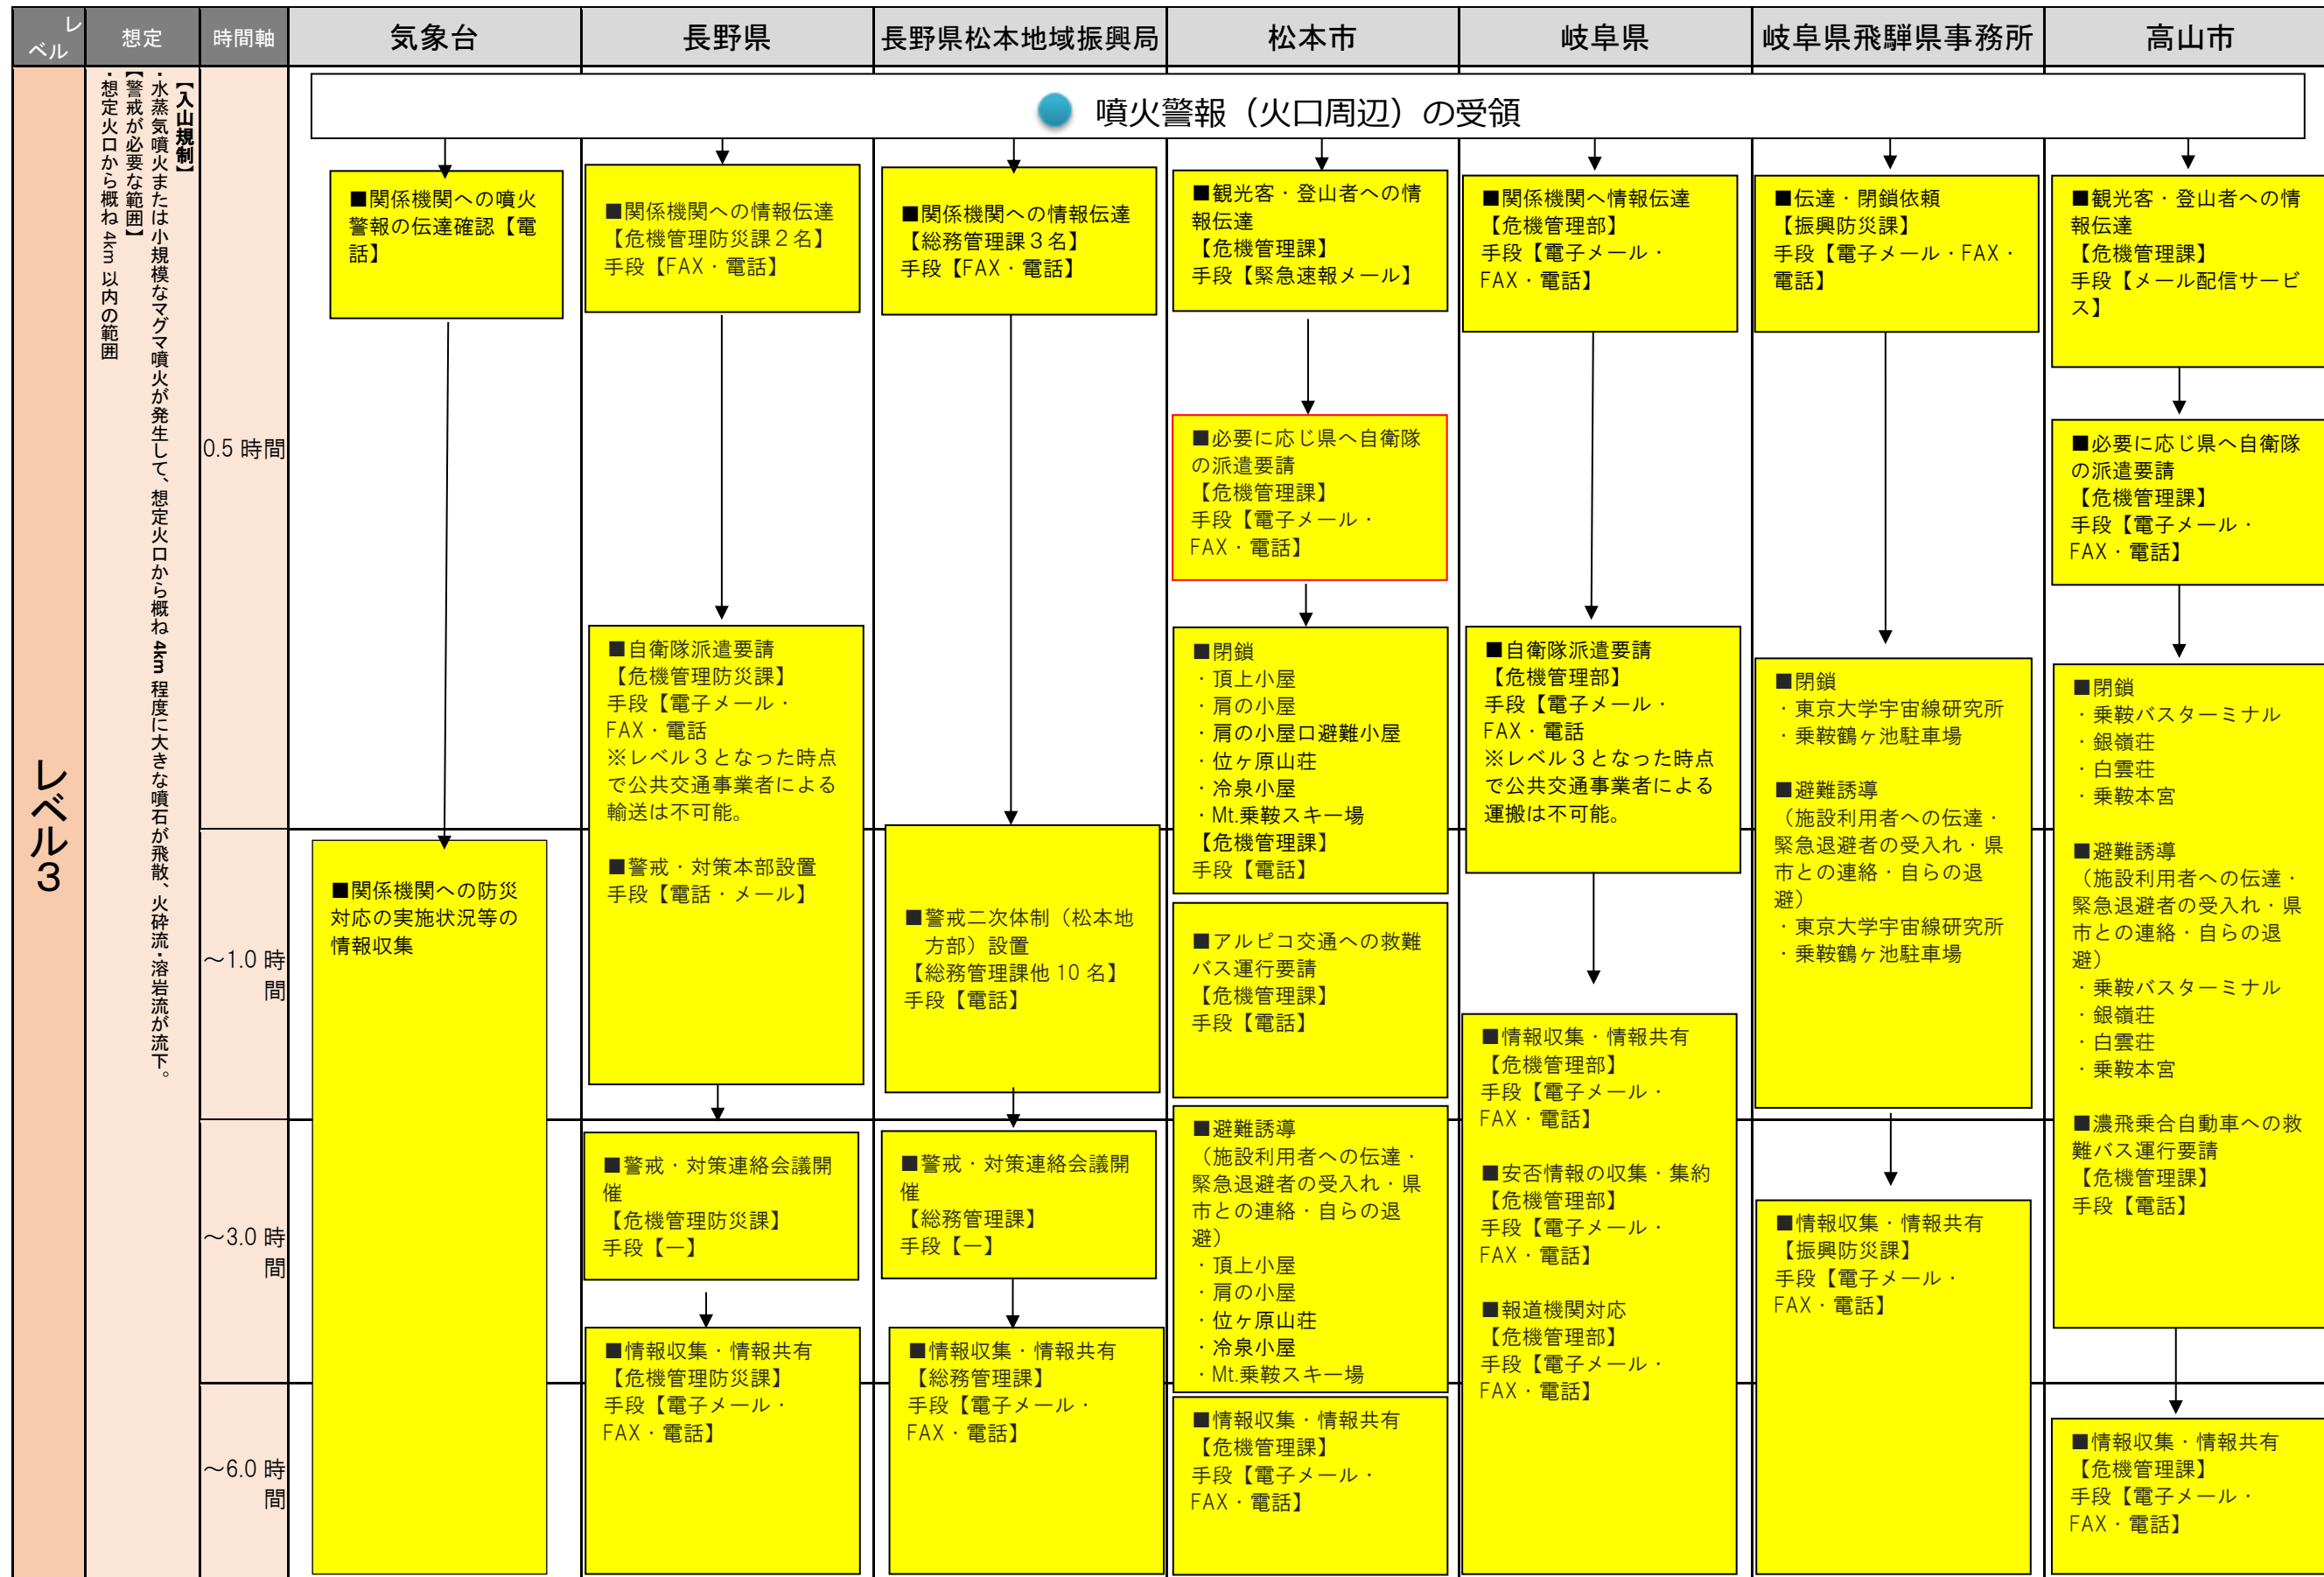 レ
ベル
想定
時間軸
気象台
長野県
長野県松本地域振興局
松本市
岐阜県
岐阜県飛騨県事務所
高山市
レベル３
【入山規制】
・水蒸気噴火または小規模なマグマ噴火が発生して、想定火口から概ね 4km 程度に大きな噴石が飛散、火砕流・溶岩流が流下。
【警戒が必要な範囲】
・想定火口から概ね 4km 以内の範囲
0.5 時間
～1.0 時
間
～3.0 時
間
～6.0 時
間
噴火警報（火口周辺）の受領
■関係機関への噴火
警報の伝達確認【電
話】
■関係機関への防災
対応の実施状況等の
情報収集
■関係機関への情報伝達
【危機管理防災課２名】
手段【FAX・電話】
■自衛隊派遣要請
【危機管理防災課】
手段【電子メール・
FAX・電話
※レベル３となった時点
で公共交通事業者による
輸送は不可能。
■警戒・対策本部設置
手段【電話・メール】
■警戒・対策連絡会議開
催
【危機管理防災課】
手段【―】
■情報収集・情報共有
【危機管理防災課】
手段【電子メール・
FAX・電話】
■関係機関への情報伝達
【総務管理課３名】
手段【FAX・電話】
■警戒二次体制（松本地
方部）設置
【総務管理課他 10 名】
手段【電話】
■警戒・対策連絡会議開
催
【総務管理課】
手段【―】
■情報収集・情報共有
【総務管理課】
手段【電子メール・
FAX・電話】
■観光客・登山者への情
報伝達
【危機管理課】
手段【緊急速報メール】
■必要に応じ県へ自衛隊
の派遣要請
【危機管理課】
手段【電子メール・
FAX・電話】
■閉鎖
・頂上小屋
・肩の小屋
・肩の小屋口避難小屋
・位ヶ原山荘
・冷泉小屋
・Mt.乗鞍スキー場
【危機管理課】
手段【電話】
■アルピコ交通への救難
バス運行要請
【危機管理課】
手段【電話】
■避難誘導
（施設利用者への伝達・
緊急退避者の受入れ・県
市との連絡・自らの退
避）
・頂上小屋
・肩の小屋
・位ヶ原山荘
・冷泉小屋
・Mt.乗鞍スキー場
■情報収集・情報共有
【危機管理課】
手段【電子メール・
FAX・電話】
■関係機関へ情報伝達
【危機管理部】
手段【電子メール・
FAX・電話】
■自衛隊派遣要請
【危機管理部】
手段【電子メール・
FAX・電話
※レベル３となった時点
で公共交通事業者による
運搬は不可能。
■情報収集・情報共有
【危機管理部】
手段【電子メール・
FAX・電話】
■安否情報の収集・集約
【危機管理部】
手段【電子メール・
FAX・電話】
■報道機関対応
【危機管理部】
手段【電子メール・
FAX・電話】
■伝達・閉鎖依頼
【振興防災課】
手段【電子メール・FAX・
電話】
■閉鎖
・東京大学宇宙線研究所
・乗鞍鶴ヶ池駐車場
■避難誘導
（施設利用者への伝達・
緊急退避者の受入れ・県
市との連絡・自らの退
避）
・東京大学宇宙線研究所
・乗鞍鶴ヶ池駐車場
■情報収集・情報共有
【振興防災課】
手段【電子メール・
FAX・電話】
■観光客・登山者への情
報伝達
【危機管理課】
手段【メール配信サービ
ス】
■必要に応じ県へ自衛隊
の派遣要請
【危機管理課】
手段【電子メール・
FAX・電話】
■閉鎖
・乗鞍バスターミナル
・銀嶺荘
・白雲荘
・乗鞍本宮
■避難誘導
（施設利用者への伝達・
緊急退避者の受入れ・県
市との連絡・自らの退
避）
・乗鞍バスターミナル
・銀嶺荘
・白雲荘
・乗鞍本宮
■濃飛乗合自動車への救
難バス運行要請
【危機管理課】
手段【電話】
■情報収集・情報共有
【危機管理課】
手段【電子メール・
FAX・電話】